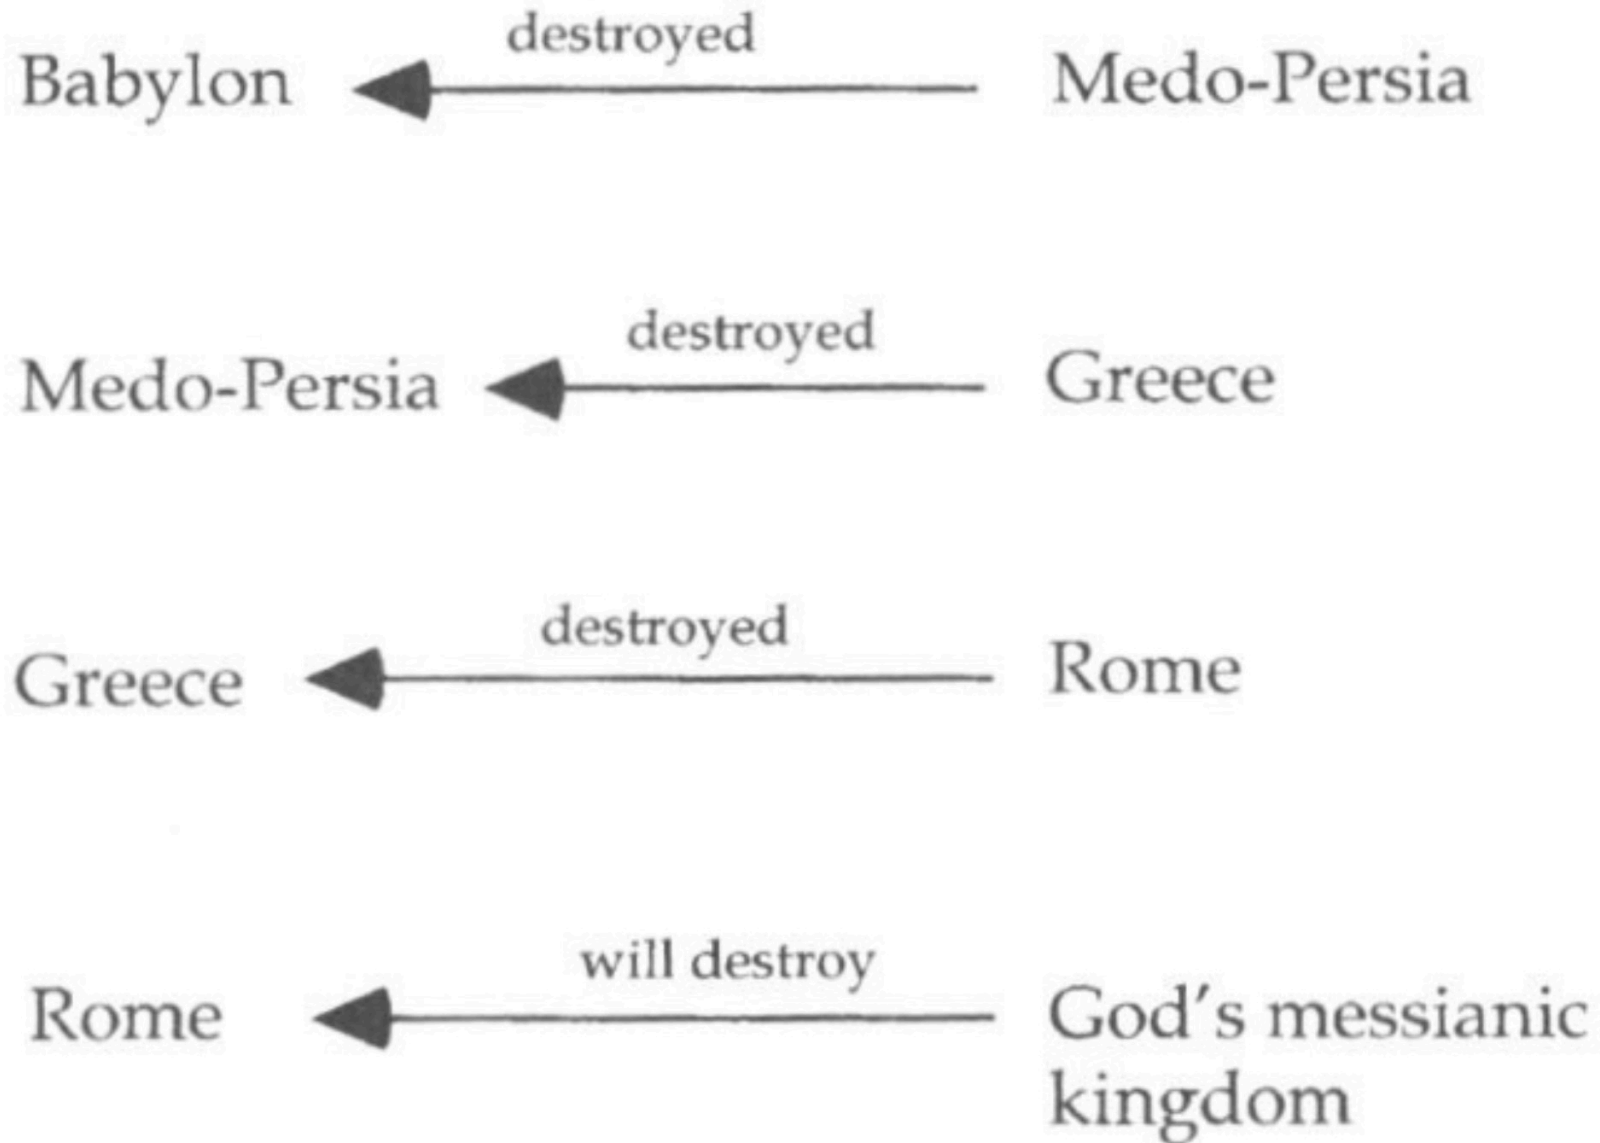 destroyed
Babylon Medo-Persia
destroyed
Medo-Persia Greece
destroyed
Greece Rome
will destroy
Rome God's messianic
kingdom